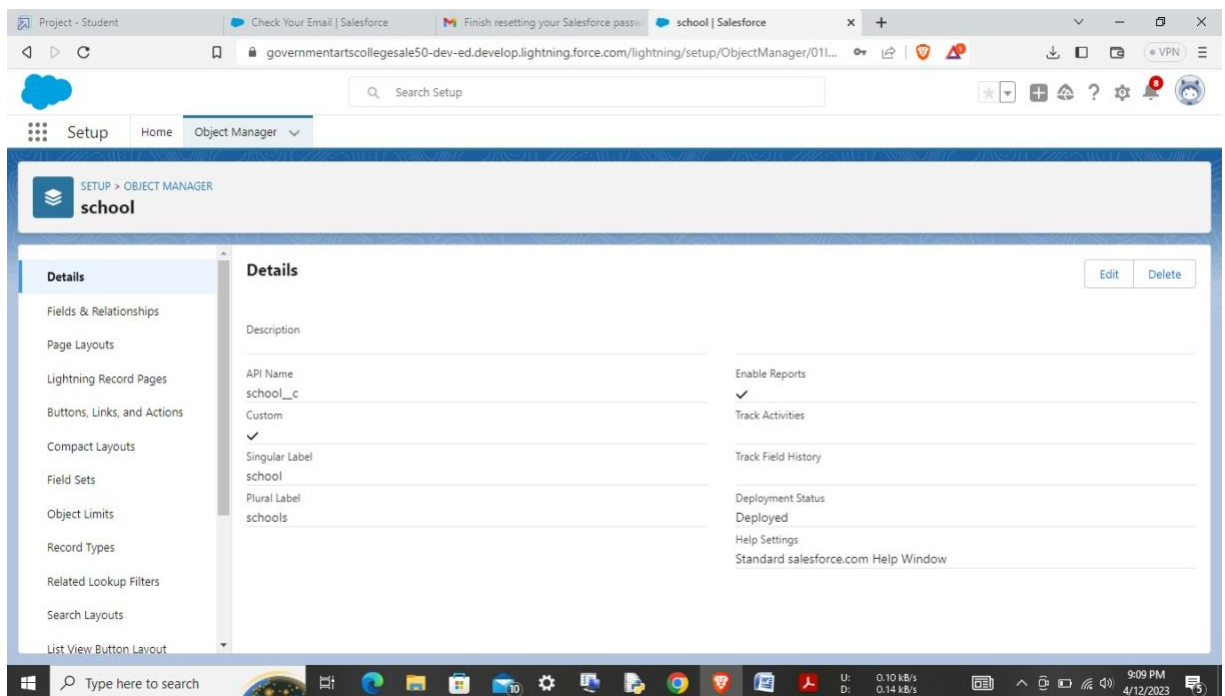 Project - Student
Check Your Email | Salesforce
Finish resetting your Salesforce passw
school | Salesforce
governmentartscollegesale50-dev-ed.develop.lightning.force.com/lightning/setup/ObjectManager/01I...
VPN
Search Setup
8
Setup
Home
Object Manager
SETUP > OBJECT MANAGER
school
Details
Fields & Relationships
Page Layouts
Lightning Record Pages
Buttons, Links, and Actions
Compact Layouts
Field Sets
Object Limits
Record Types
Related Lookup Filters
Search Layouts
List View Button Layout
Details
Edit
Delete
Description
API Name
school__c
Custom
Singular Label
school
Plural Label
schools
Enable Reports
Track Activities
Track Field History
Deployment Status
Deployed
Help Settings
Standard salesforce.com Help Window
Type here to search
10
U: 0.10 kB/s
D: 0.14 kB/s
9:09 PM
4/12/2023
5